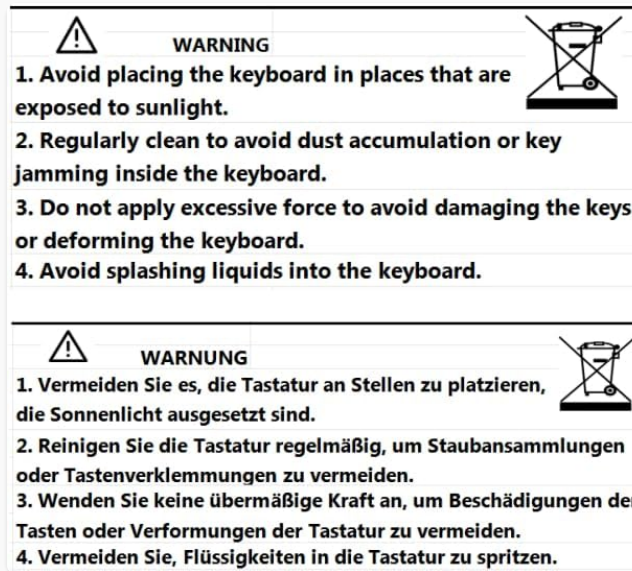 WARNING
1. Avoid placing the keyboard in places that are
exposed to sunlight.
2. Regularly clean to avoid dust accumulation or key
jamming inside the keyboard.
3. Do not apply excessive force to avoid damaging the keys
or deforming the keyboard.
4. Avoid splashing liquids into the keyboard.
WARNUNG
1. Vermeiden Sie es, die Tastatur an Stellen zu platzieren,
die Sonnenlicht ausgesetzt sind.
2. Reinigen Sie die Tastatur regelmäßig, um Staubansammlungen
oder Tastenverklemmungen zu vermeiden.
3. Wenden Sie keine übermäßige Kraft an, um Beschädigungen der
Tasten oder Verformungen der Tastatur zu vermeiden.
4. Vermeiden Sie, Flüssigkeiten in die Tastatur zu spritzen.